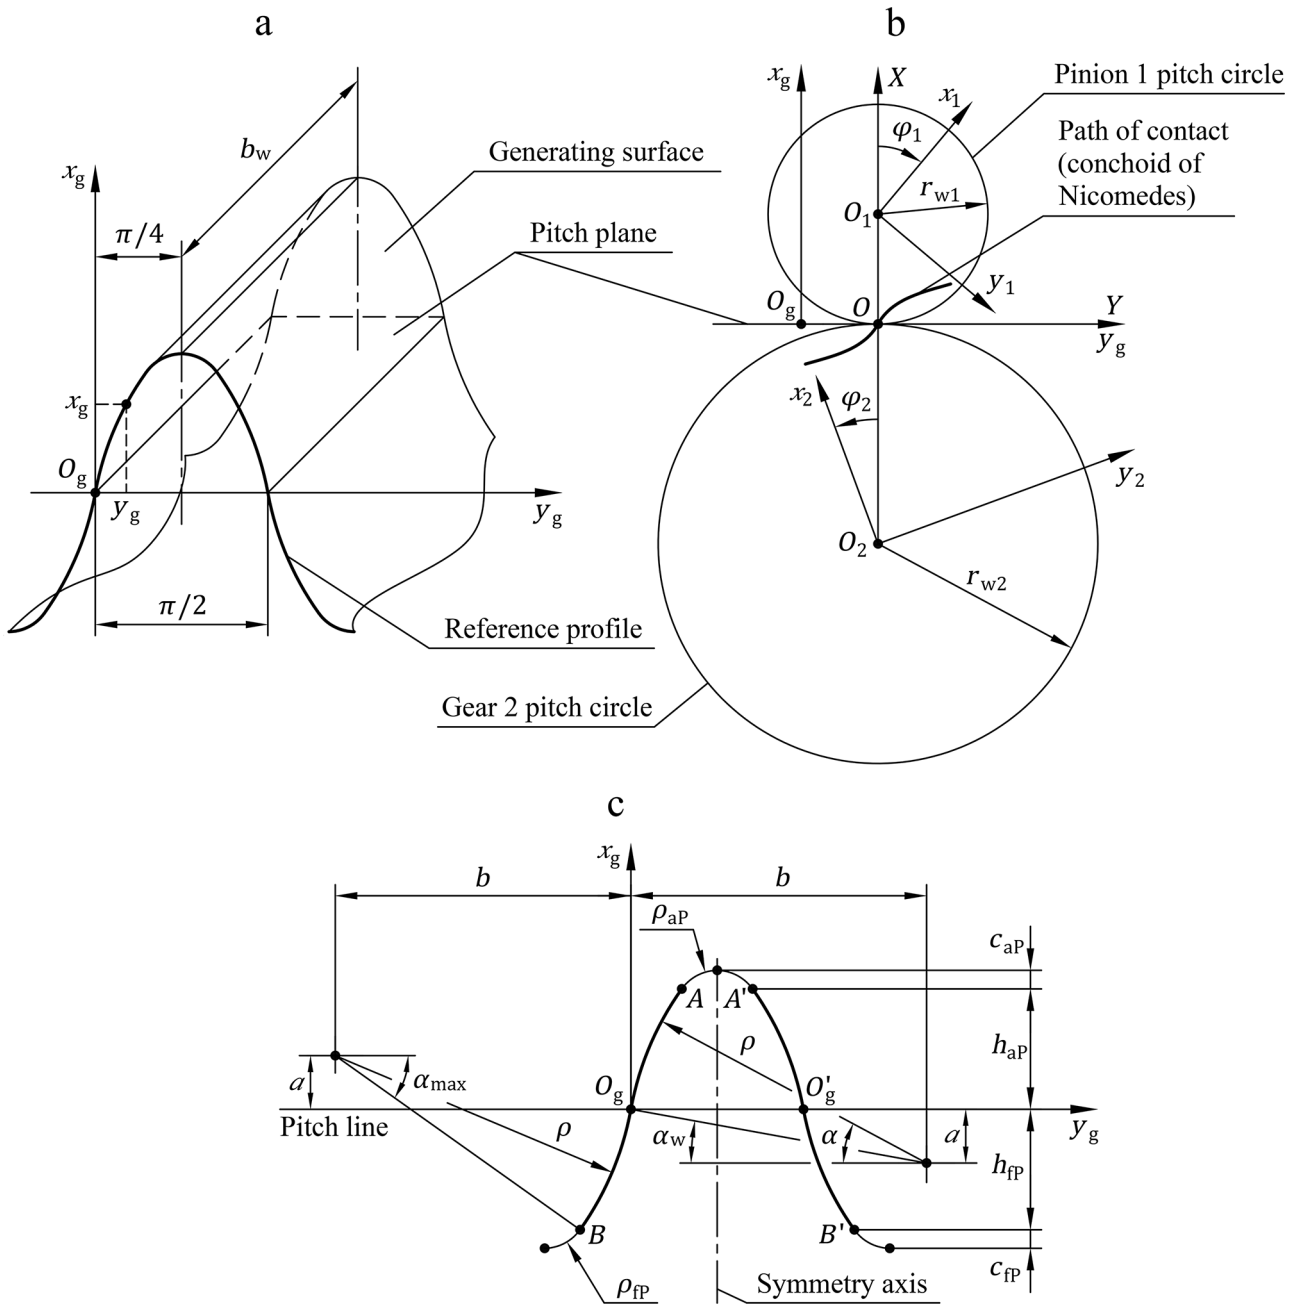 a
b_w
x_g
Generating surface
π/4
Pitch plane
x_g
O_g
y_g
y_g
π/2
Reference profile
b
x_g
X
x_1
Pinion 1 pitch circle
φ_1
Path of contact
(conchoid of
Nicomedes)
r_w1
O_1
y_1
O_g
O
Y
y_g
x_2
φ_2
y_2
O_2
r_w2
Gear 2 pitch circle
c
x_g
b
b
ρ_aP
c_aP
A
A'
ρ
h_aP
a
α_max
O_g
O'_g
Pitch line
ρ
α_w
α
a
y_g
h_fP
B
B'
c_fP
ρ_fP
Symmetry axis